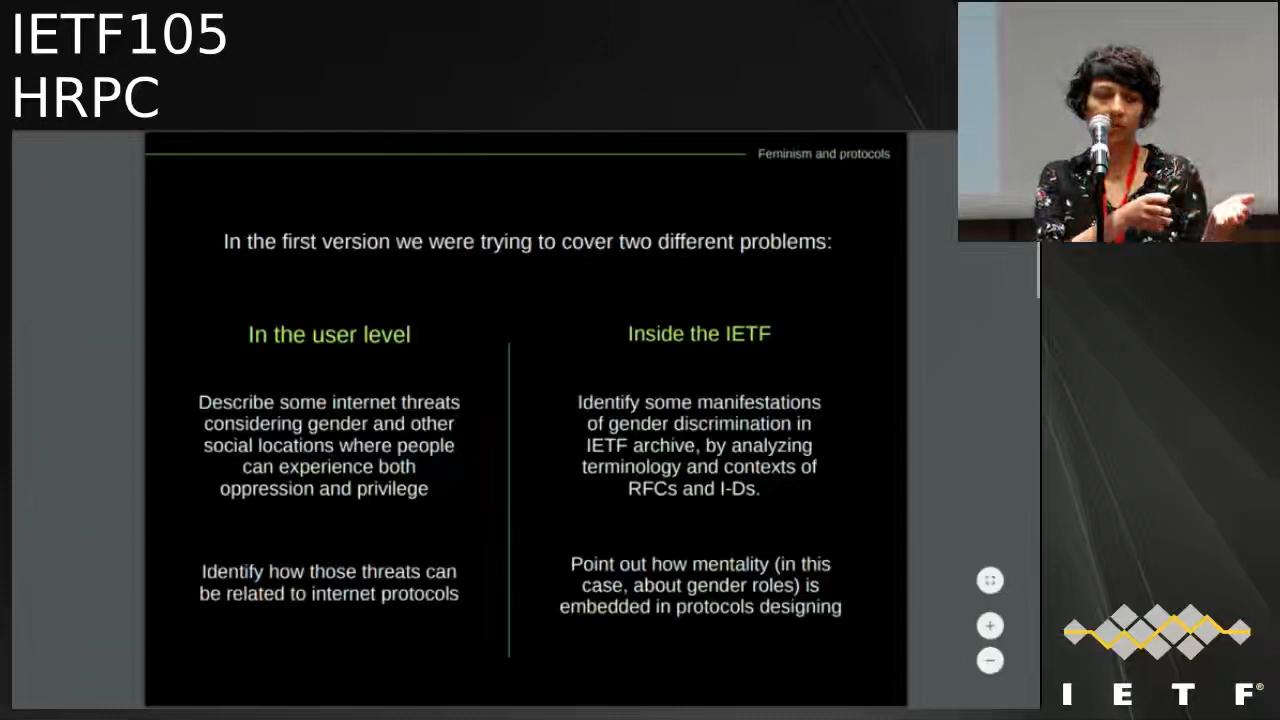 IETF105
HRPC
Feminism and protocols
In the first version we were trying to cover two different problems:
In the user level
Describe some internet threats
considering gender and other
social locations where people
can experience both
oppression and privilege
Identify how those threats can
be related to internet protocols
Inside the IETF
Identify some manifestations
of gender discrimination in
IETF archive, by analyzing
terminology and contexts of
RFCs and I-Ds.
Point out how mentality (in this
case, about gender roles) is
embedded in protocols designing
I E T F®